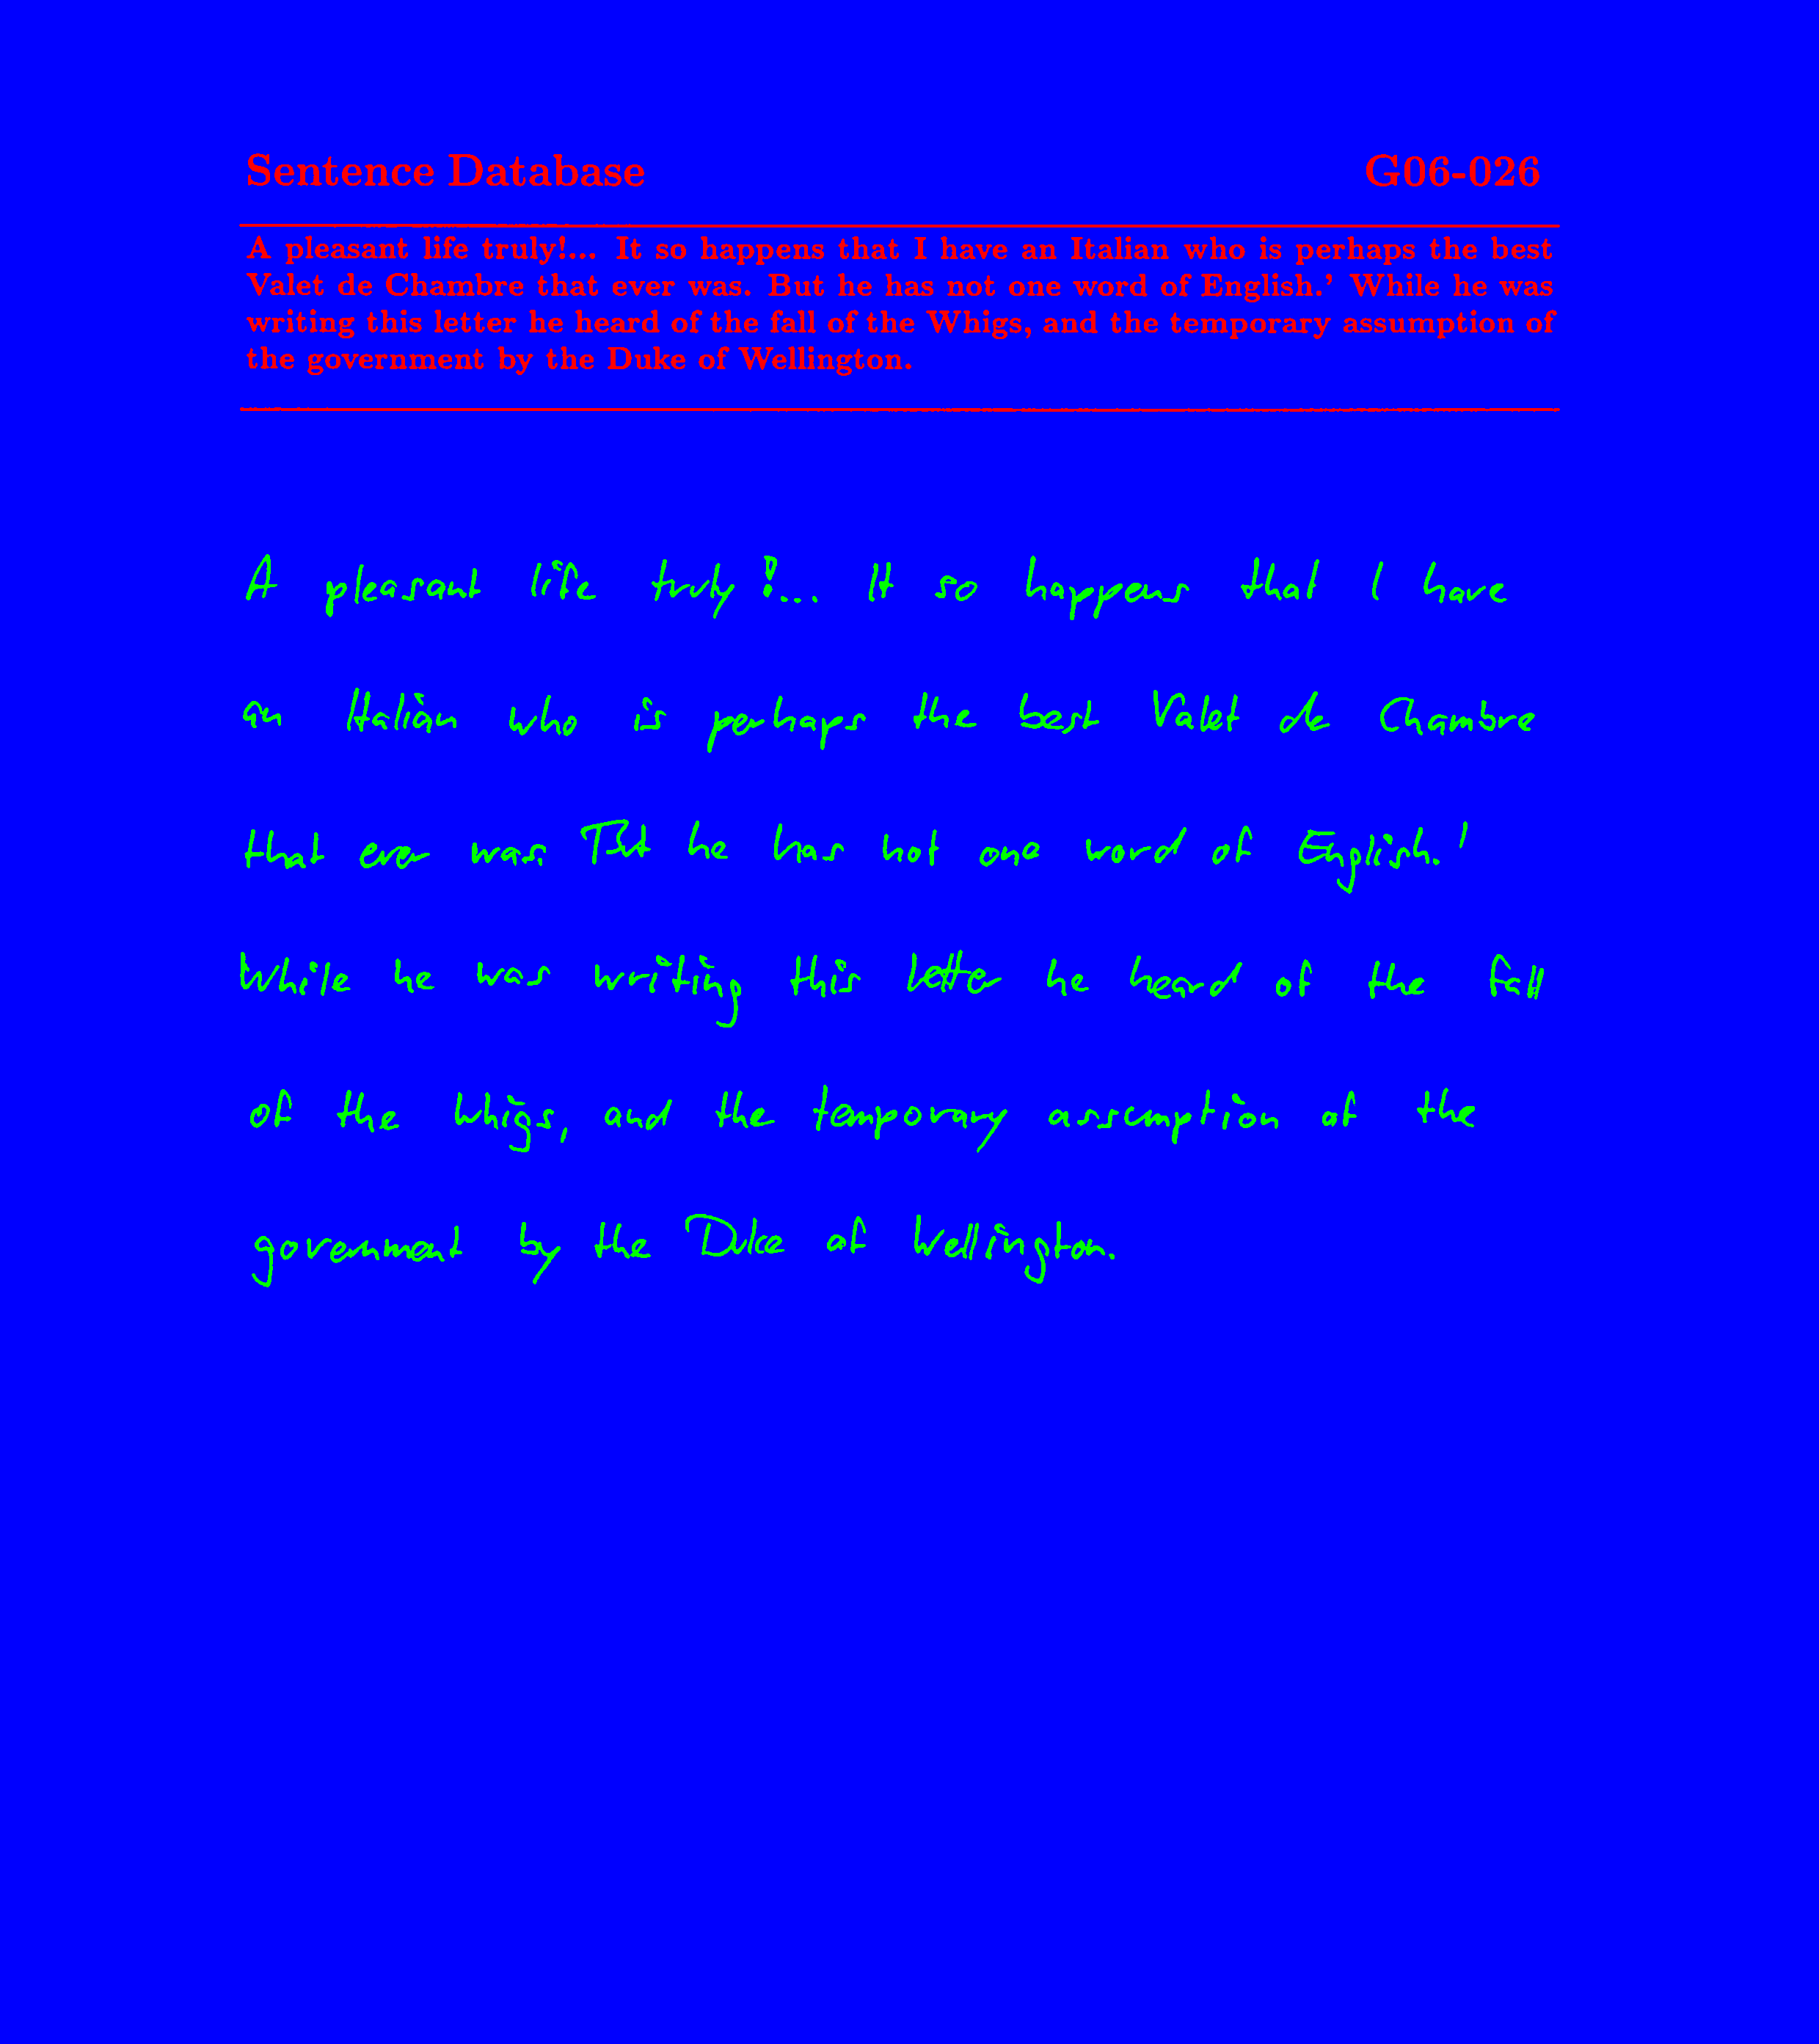 Sentence Database G06-026
A pleasant life truly!... It so happens that I have an Italian who is perhaps the best
Valet de Chambre that ever was. But he has not one word of English.' While he was
writing this letter he heard of the fall of the Whigs, and the temporary assumption of
the government by the Duke of Wellington.
A pleasant life truly!... It so happens that I have
an Italian who is perhaps the best Valet de Chambre
that ever was. But he has not one word of English.'
While he was writing this letter he heard of the fall
of the Whigs, and the temporary assumption of the
government by the Duke of Wellington.